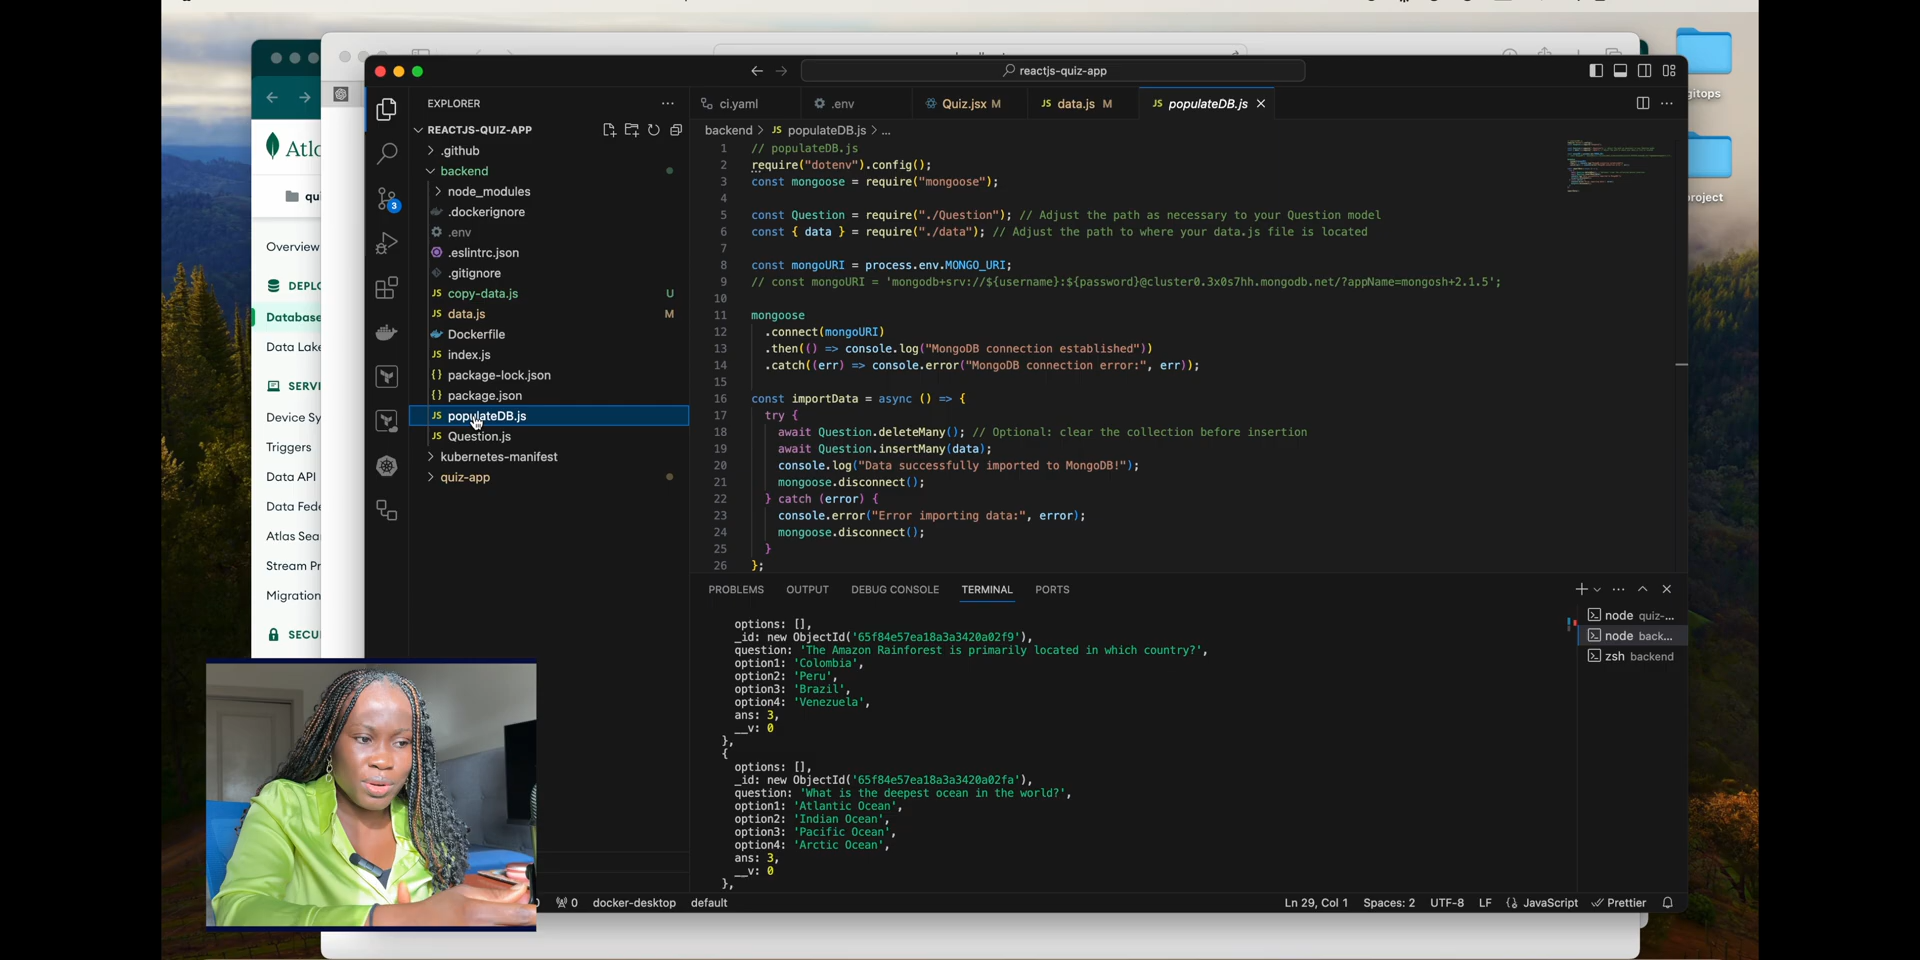 reactjs-quiz-app
gitops
project
Atlo
qui
Overview
DEPLO
Database
Data Lake
SERVI
Device Sy
Triggers
Data API
Data Fede
Atlas Sea
Stream Pr
Migration
SECU
EXPLORER
REACTJS-QUIZ-APP
.github
backend
node_modules
.dockerignore
.env
.eslintrc.json
.gitignore
copy-data.js U
data.js M
Dockerfile
index.js
package-lock.json
package.json
populateDB.js
Question.js
kubernetes-manifest
quiz-app
3
ci.yaml .env Quiz.jsx M JS data.js M JS populateDB.js
backend > JS populateDB.js > ...
1 // populateDB.js
2 require("dotenv").config();
3 const mongoose = require("mongoose");
4
5 const Question = require("./Question"); // Adjust the path as necessary to your Question model
6 const { data } = require("./data"); // Adjust the path to where your data.js file is located
7
8 const mongoURI = process.env.MONGO_URI;
9 // const mongoURI = 'mongodb+srv://${username}:${password}@cluster0.3x0s7hh.mongodb.net/?appName=mongosh+2.1.5';
10
11 mongoose
12 .connect(mongoURI)
13 .then(() => console.log("MongoDB connection established"))
14 .catch((err) => console.error("MongoDB connection error:", err));
15
16 const importData = async () => {
17 try {
18 await Question.deleteMany(); // Optional: clear the collection before insertion
19 await Question.insertMany(data);
20 console.log("Data successfully imported to MongoDB!");
21 mongoose.disconnect();
22 } catch (error) {
23 console.error("Error importing data:", error);
24 mongoose.disconnect();
25 }
26 };
PROBLEMS OUTPUT DEBUG CONSOLE TERMINAL PORTS
options: [],
_id: new ObjectId('65f84e57ea18a3a3420a02f9'),
question: 'The Amazon Rainforest is primarily located in which country?',
option1: 'Colombia',
option2: 'Peru',
option3: 'Brazil',
option4: 'Venezuela',
ans: 3,
__v: 0
},
{
options: [],
_id: new ObjectId('65f84e57ea18a3a3420a02fa'),
question: 'What is the deepest ocean in the world?',
option1: 'Atlantic Ocean',
option2: 'Indian Ocean',
option3: 'Pacific Ocean',
option4: 'Arctic Ocean',
ans: 3,
__v: 0
},
node quiz-...
node back...
zsh backend
0 docker-desktop default
Ln 29, Col 1 Spaces: 2 UTF-8 LF {} JavaScript Prettier